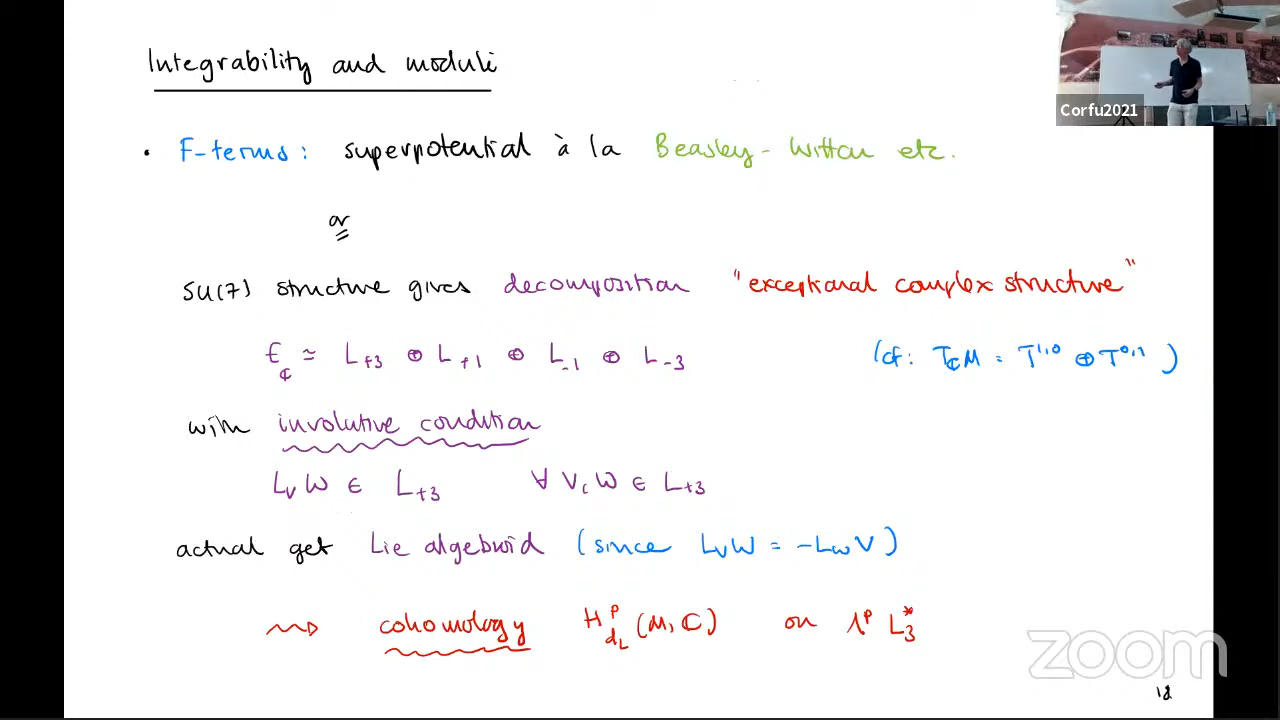 Integrability and moduli
Corfu2021
• F-terms: superpotential à la Beasley-Witten etc.
or
SU(7) structure gives decomposition "exceptional complex structure"
E_ℂ ≃ L_{+3} ⊕ L_{+1} ⊕ L_{-1} ⊕ L_{-3} (cf: T_ℂM = T^{1,0} ⊕ T^{0,1})
with involutive condition
L_V W ∈ L_{+3} ∀ V, W ∈ L_{+3}
actual get Lie algebroid (since L_V W = -L_W V)
⇝ cohomology H^p_{d_L}(M, ℂ) on Λ^p L_3^*
zoom
18